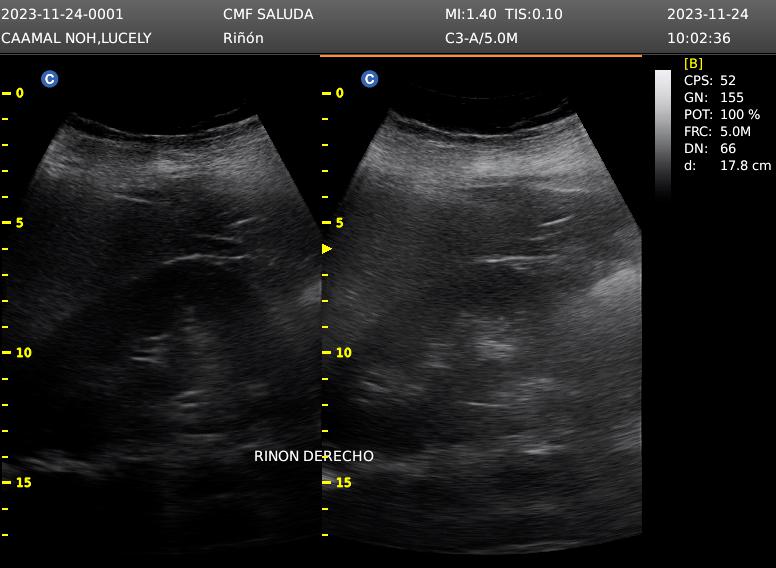 2023-11-24-0001 CMF SALUDA MI:1.40 TIS:0.10 2023-11-24
CAAMAL NOH,LUCELY Riñón C3-A/5.0M 10:02:36
[B]
CPS: 52
GN: 155
POT: 100 %
FRC: 5.0M
DN: 66
d: 17.8 cm
C C
0 0
5 5
10 10
RINON DERECHO
15 15